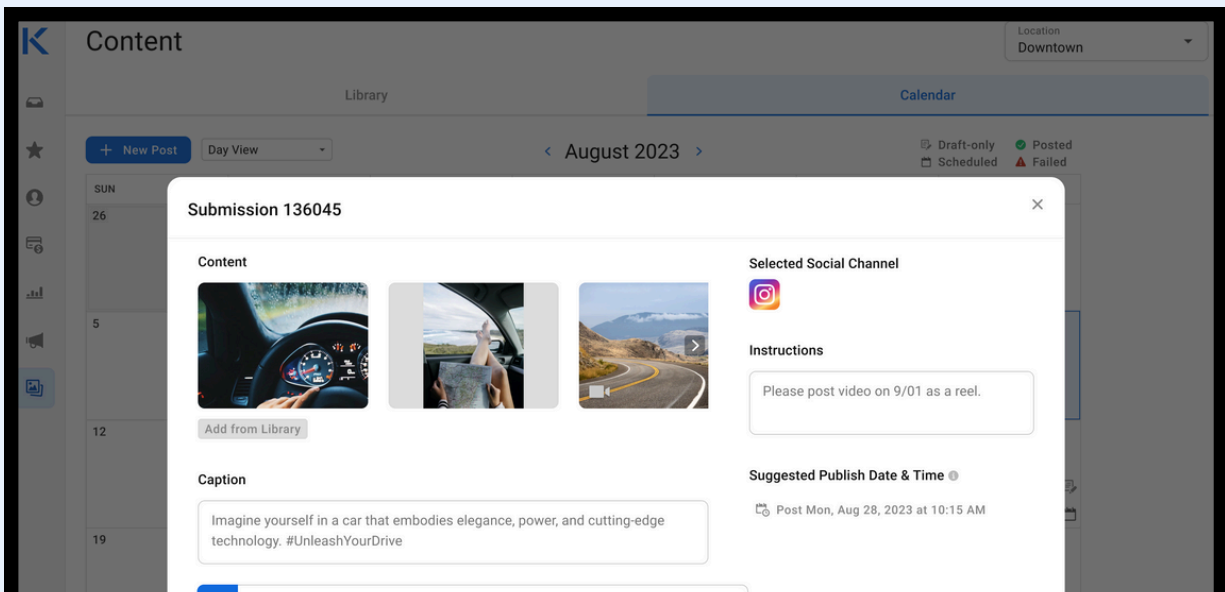 Content
Location
Downtown
Library
Calendar
+ New Post
Day View
< August 2023 >
Draft-only
Posted
Scheduled
Failed
SUN
26
5
12
19
Submission 136045
Content
Add from Library
Caption
Imagine yourself in a car that embodies elegance, power, and cutting-edge
technology. #UnleashYourDrive
Selected Social Channel
Instructions
Please post video on 9/01 as a reel.
Suggested Publish Date & Time
Post Mon, Aug 28, 2023 at 10:15 AM